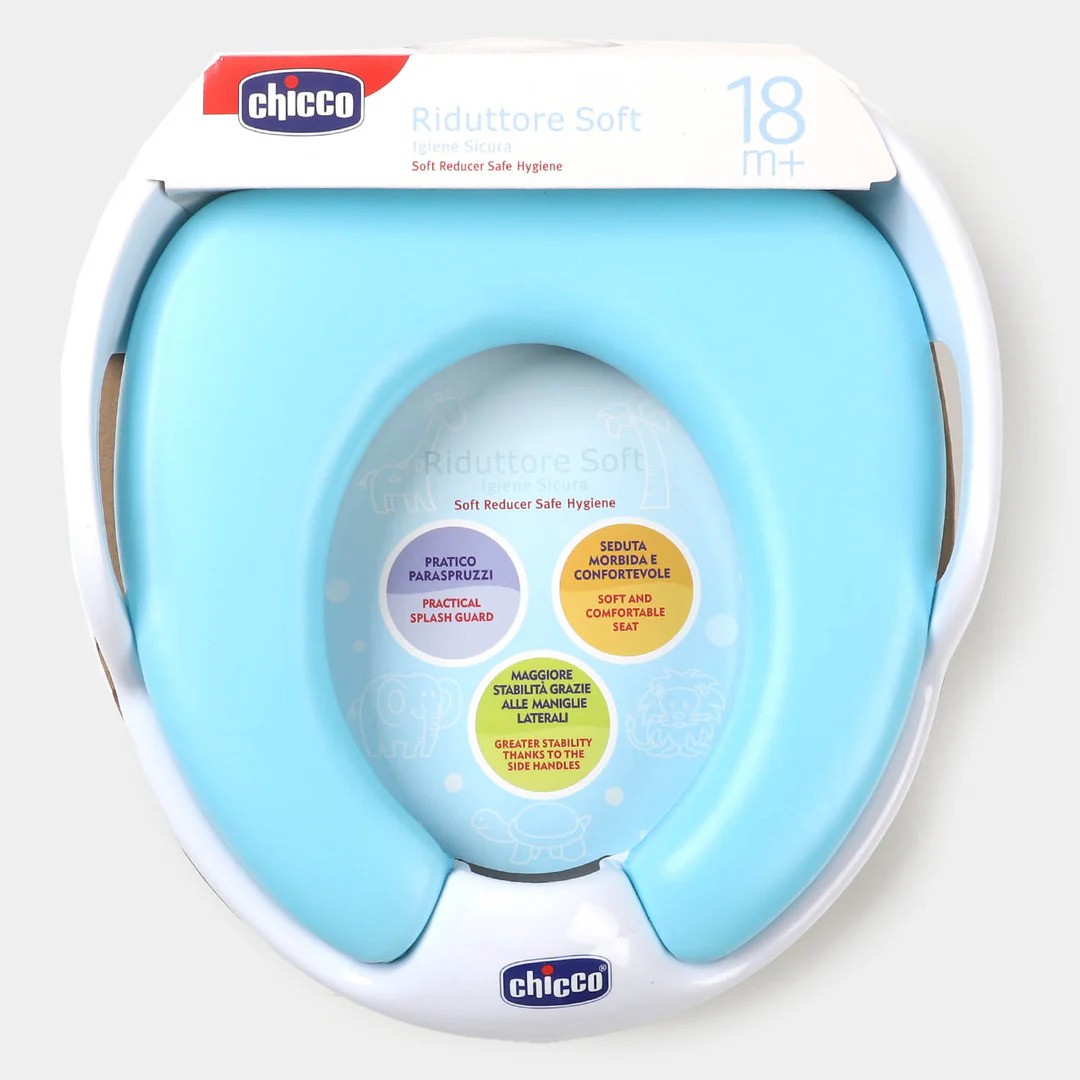 chicco
Riduttore Soft
Igiene Sicura
Soft Reducer Safe Hygiene
18
m+
Riduttore Soft
Igiene Sicura
Soft Reducer Safe Hygiene
PRATICO
PARASPRUZZI
PRACTICAL
SPLASH GUARD
SEDUTA
MORBIDA E
CONFORTEVOLE
SOFT AND
COMFORTABLE
SEAT
MAGGIORE
STABILITÀ GRAZIE
ALLE MANIGLIE
LATERALI
GREATER STABILITY
THANKS TO THE
SIDE HANDLES
chicco®